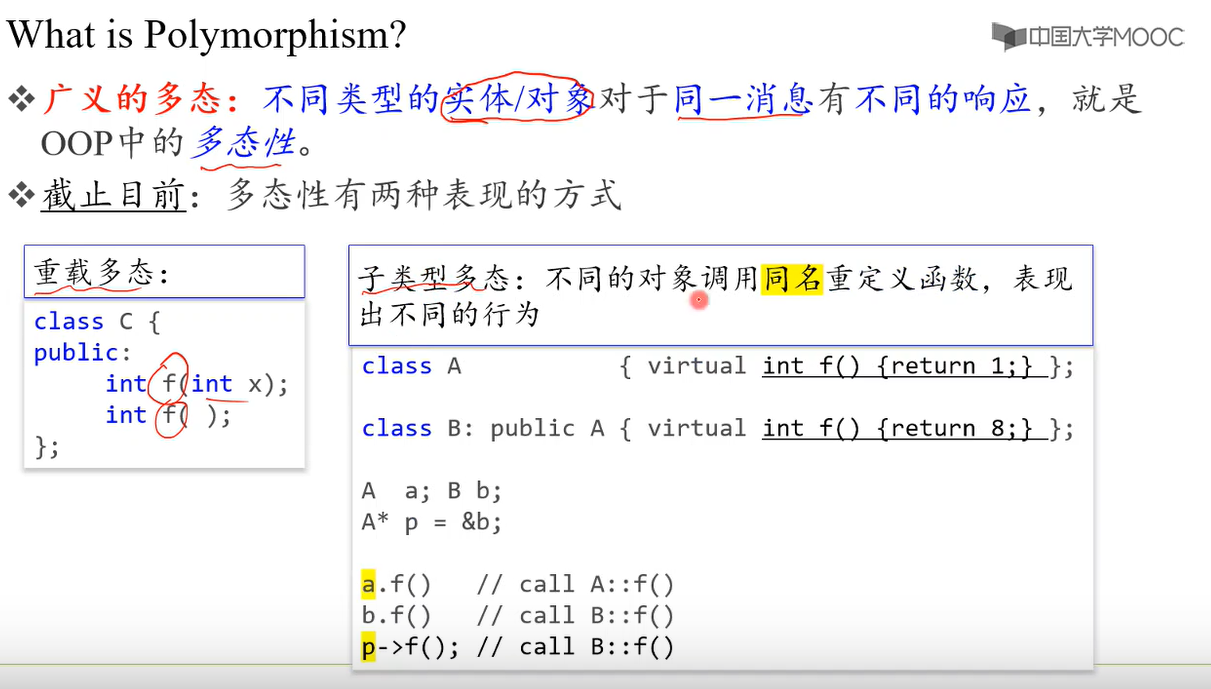 What is Polymorphism?
中国大学MOOC
❖ 广义的多态：不同类型的实体/对象对于同一消息有不同的响应，就是
OOP中的多态性。
❖ 截止目前：多态性有两种表现的方式
重载多态：
class C {
public:
int f(int x);
int f( );
};
子类型多态：不同的对象调用同名重定义函数，表现
出不同的行为
class A { virtual int f() {return 1;} };
class B: public A { virtual int f() {return 8;} };
A a; B b;
A* p = &b;
a.f() // call A::f()
b.f() // call B::f()
p->f(); // call B::f()